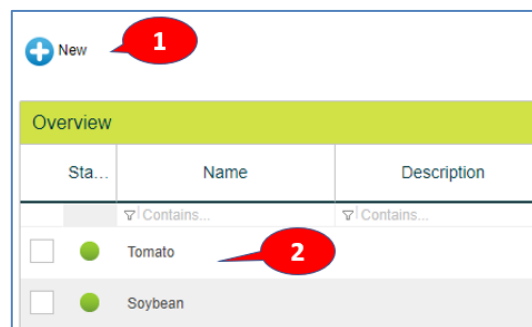 New
1
Overview
Sta... Name Description
Contains... Contains...
Tomato
2
Soybean